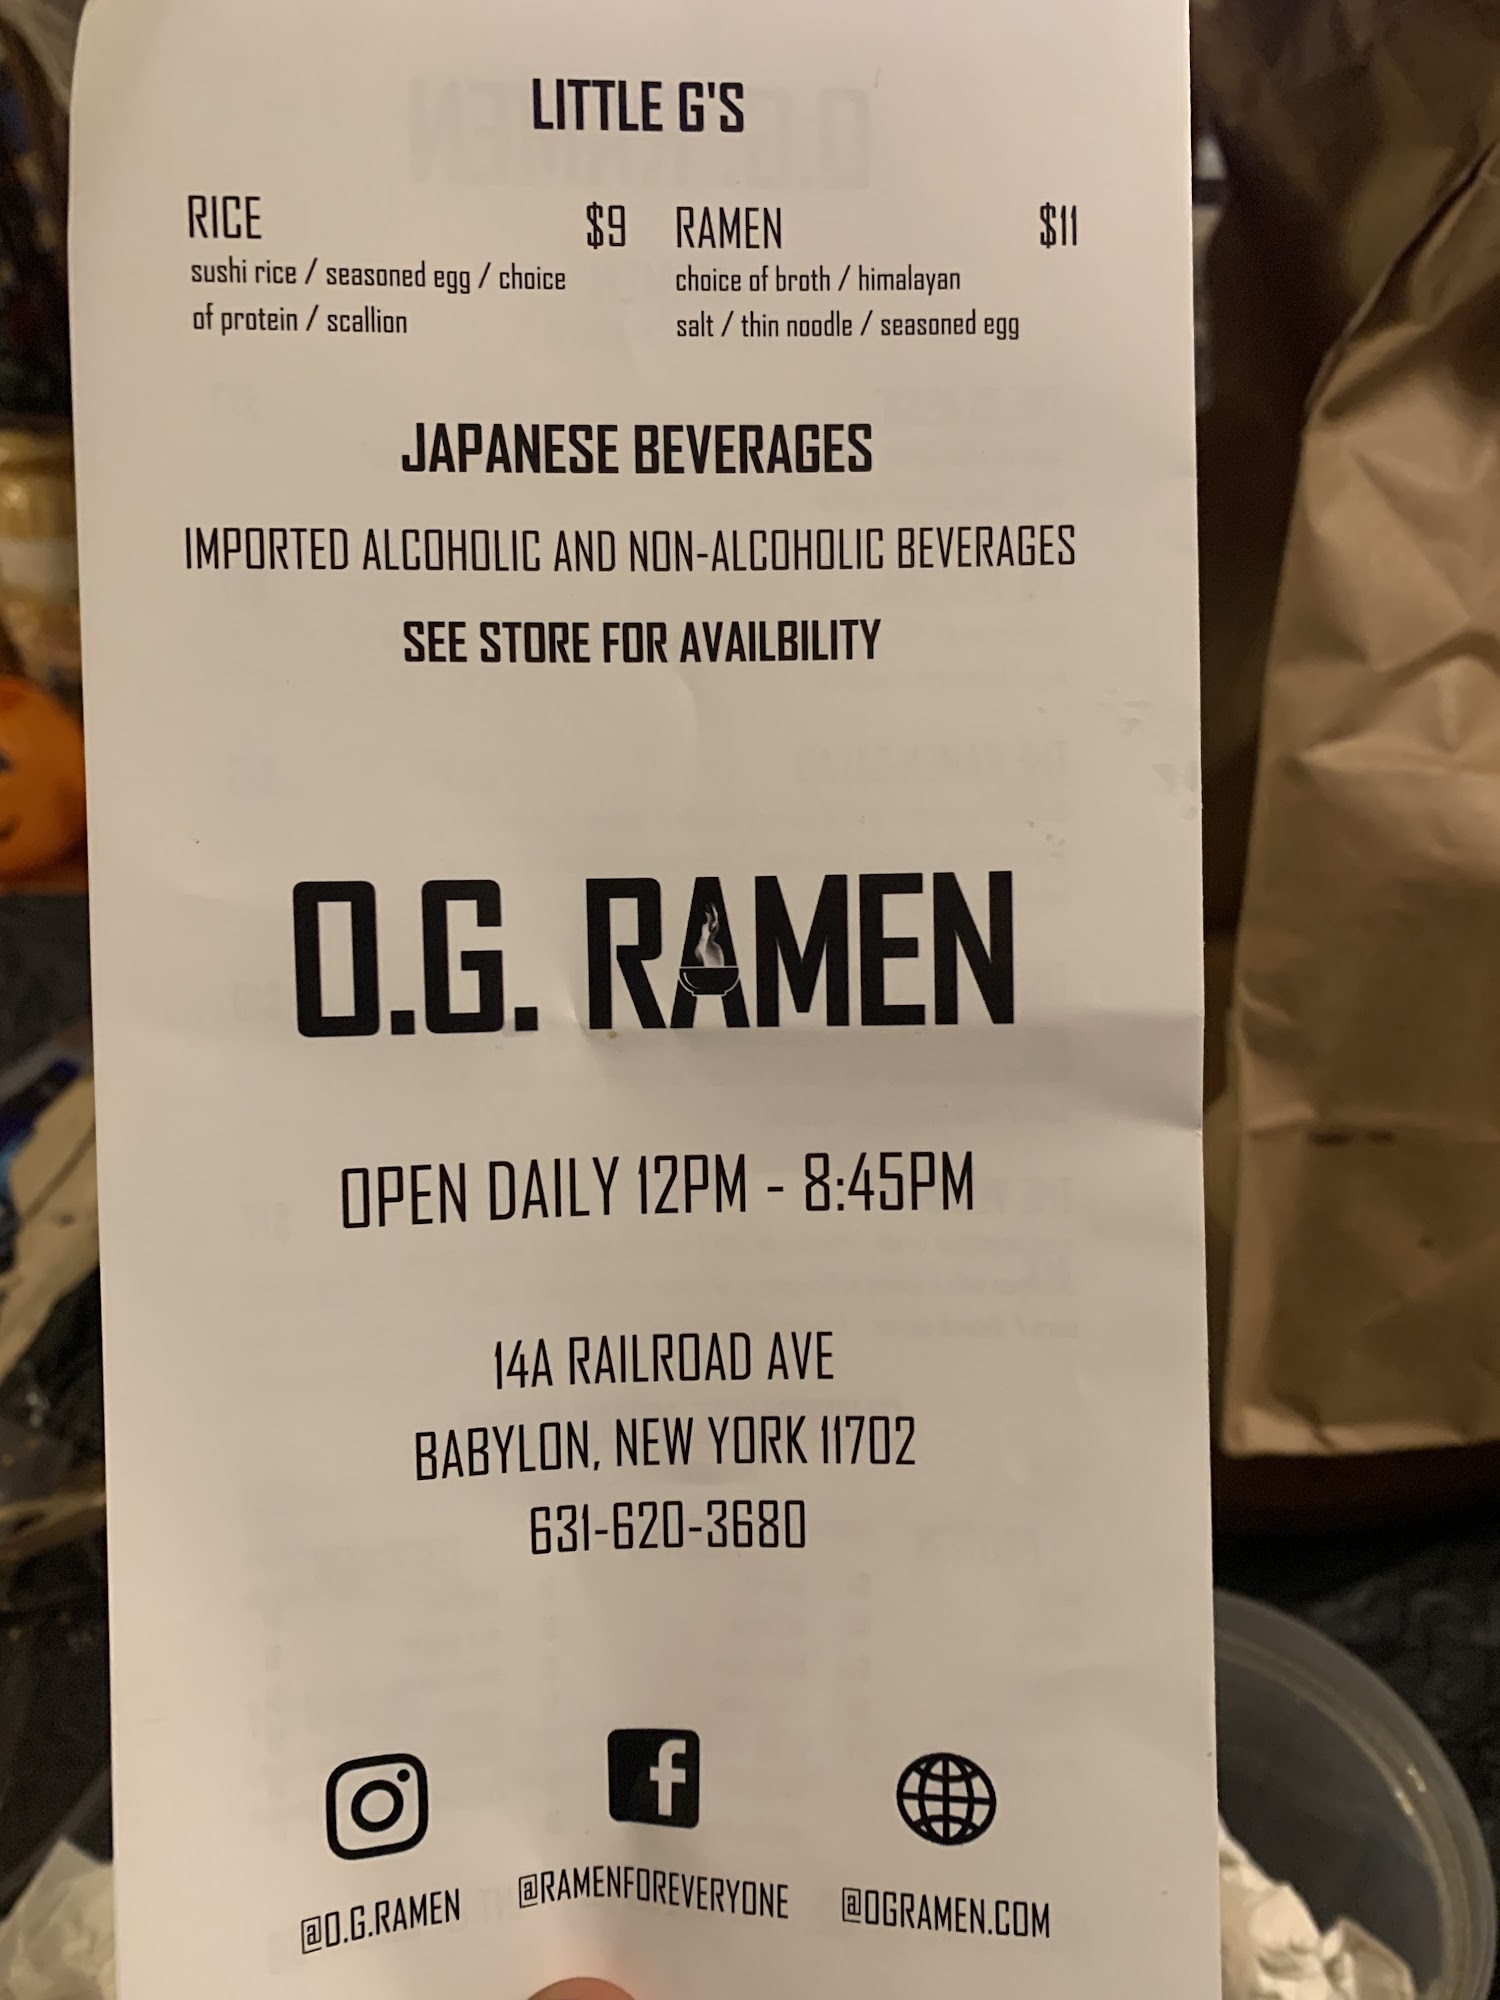 LITTLE G'S
RICE $9
sushi rice / seasoned egg / choice
of protein / scallion
RAMEN $11
choice of broth / himalayan
salt / thin noodle / seasoned egg
JAPANESE BEVERAGES
IMPORTED ALCOHOLIC AND NON-ALCOHOLIC BEVERAGES
SEE STORE FOR AVAILBILITY
O.G. RAMEN
OPEN DAILY 12PM - 8:45PM
14A RAILROAD AVE
BABYLON, NEW YORK 11702
631-620-3680
@O.G.RAMEN
@RAMENFOREVERYONE
@OGRAMEN.COM